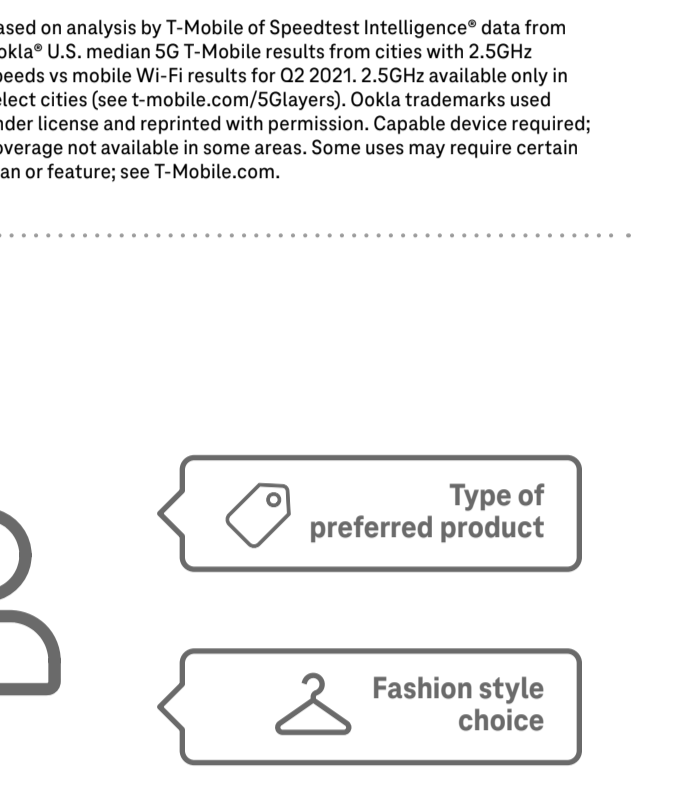 ased on analysis by T-Mobile of Speedtest Intelligence® data from
okla® U.S. median 5G T-Mobile results from cities with 2.5GHz
peeds vs mobile Wi-Fi results for Q2 2021. 2.5GHz available only in
elect cities (see t-mobile.com/5Glayers). Ookla trademarks used
nder license and reprinted with permission. Capable device required;
overage not available in some areas. Some uses may require certain
an or feature; see T-Mobile.com.
Type of
preferred product
Fashion style
choice